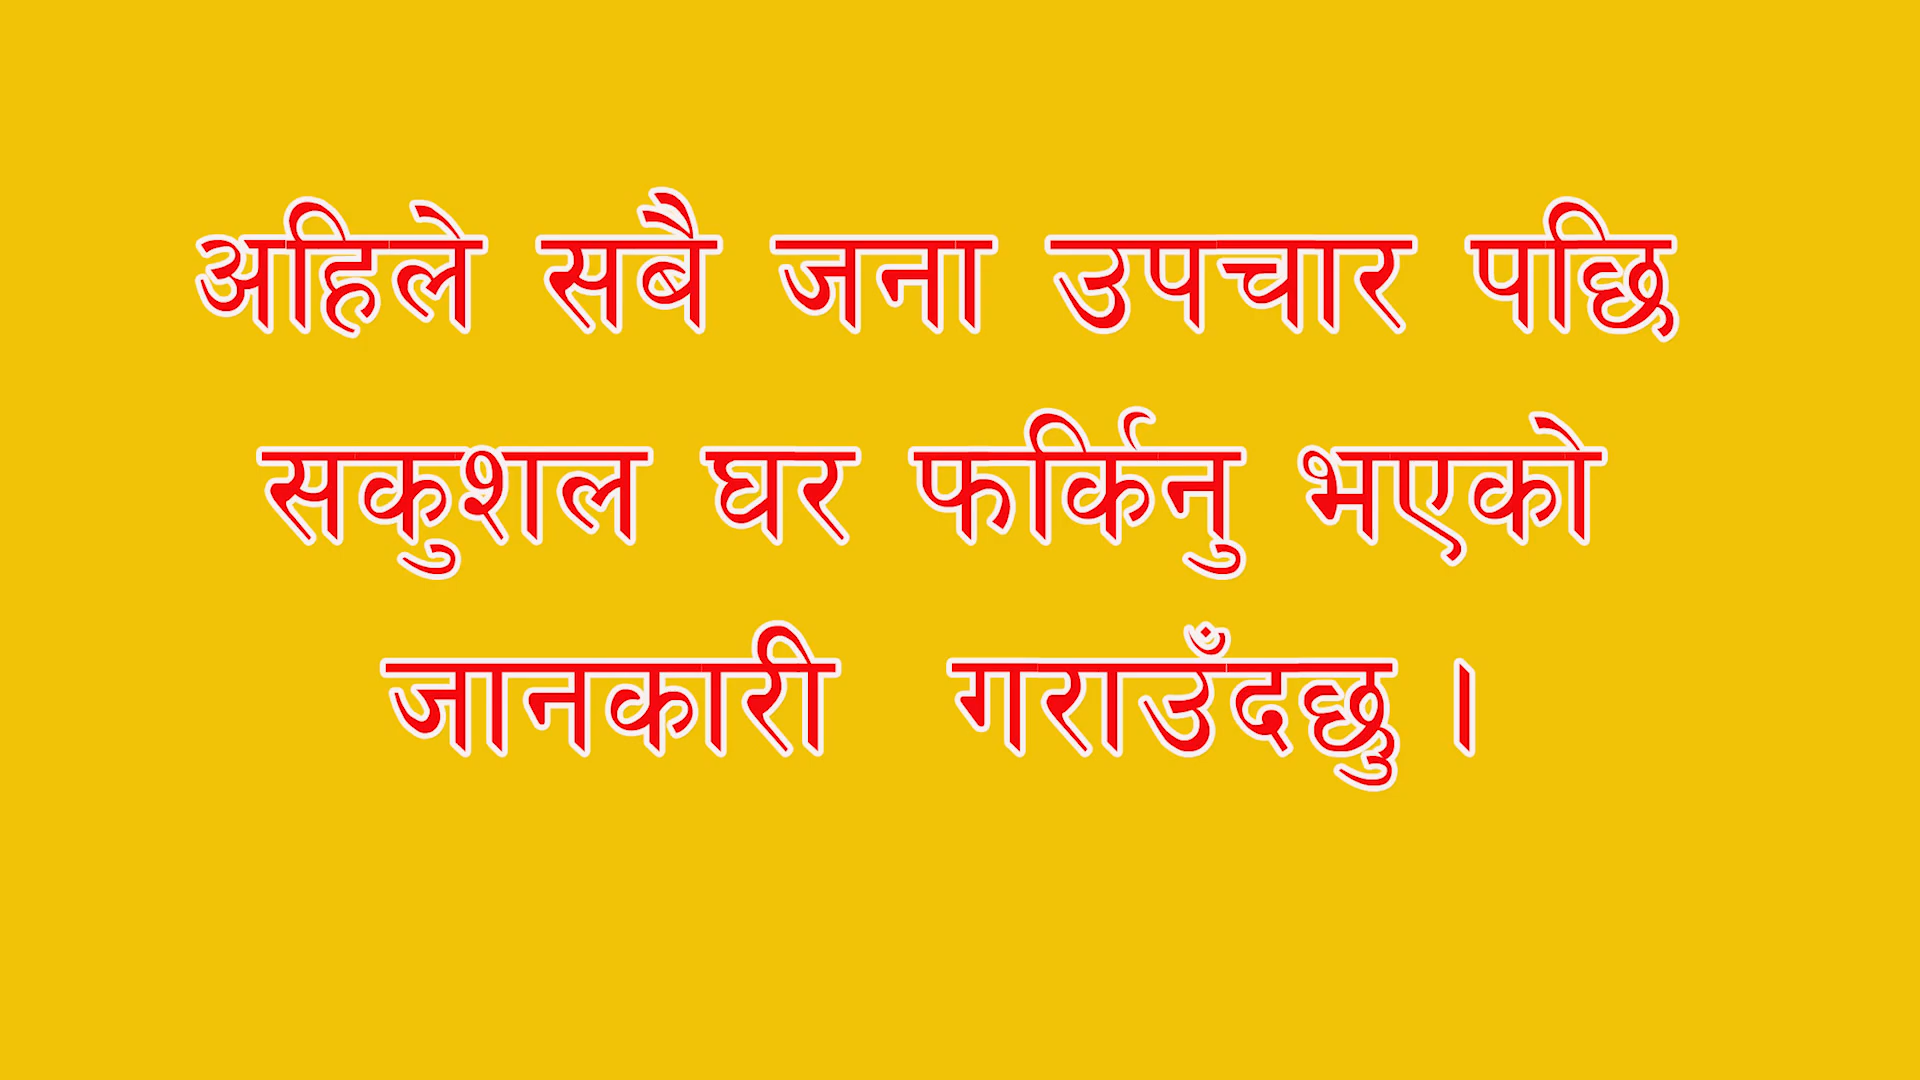 अहिले सबै जना उपचार पछि
सकुशल घर फर्किनु भएको
जानकारी गराउँदछु ।